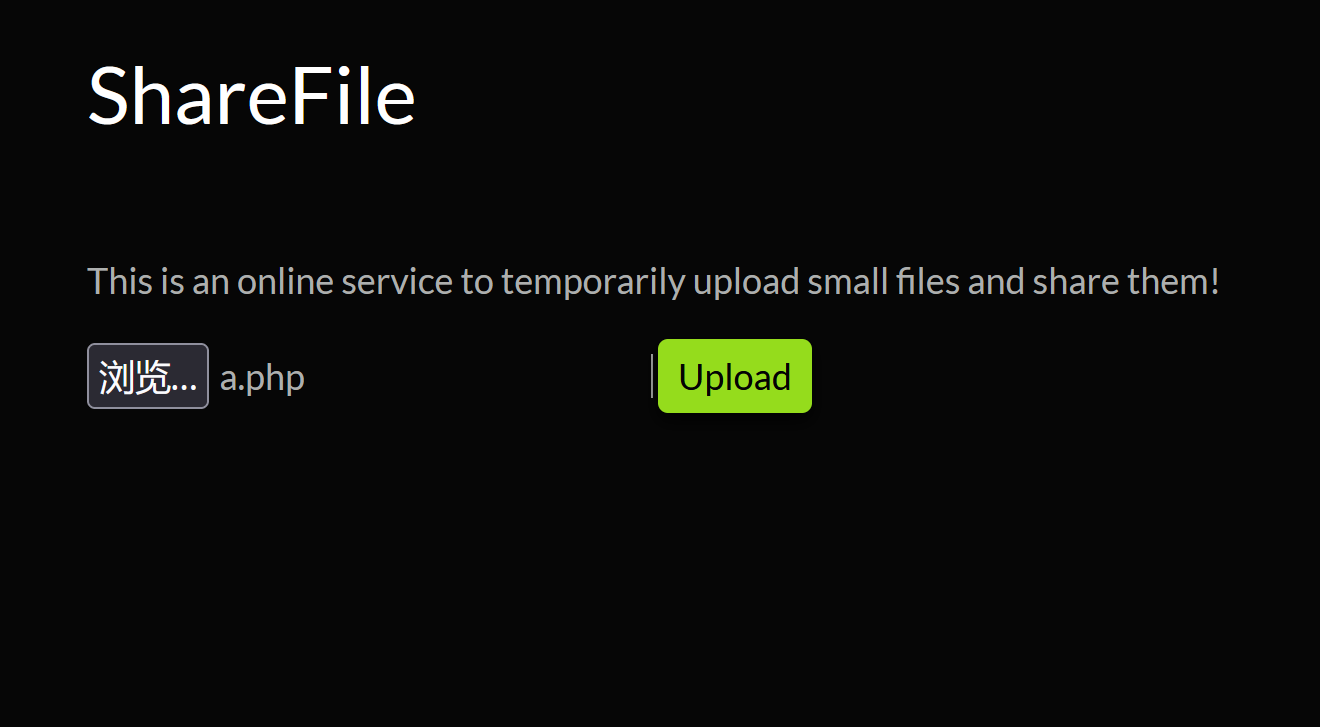 ShareFile
This is an online service to temporarily upload small files and share them!
浏览... a.php Upload